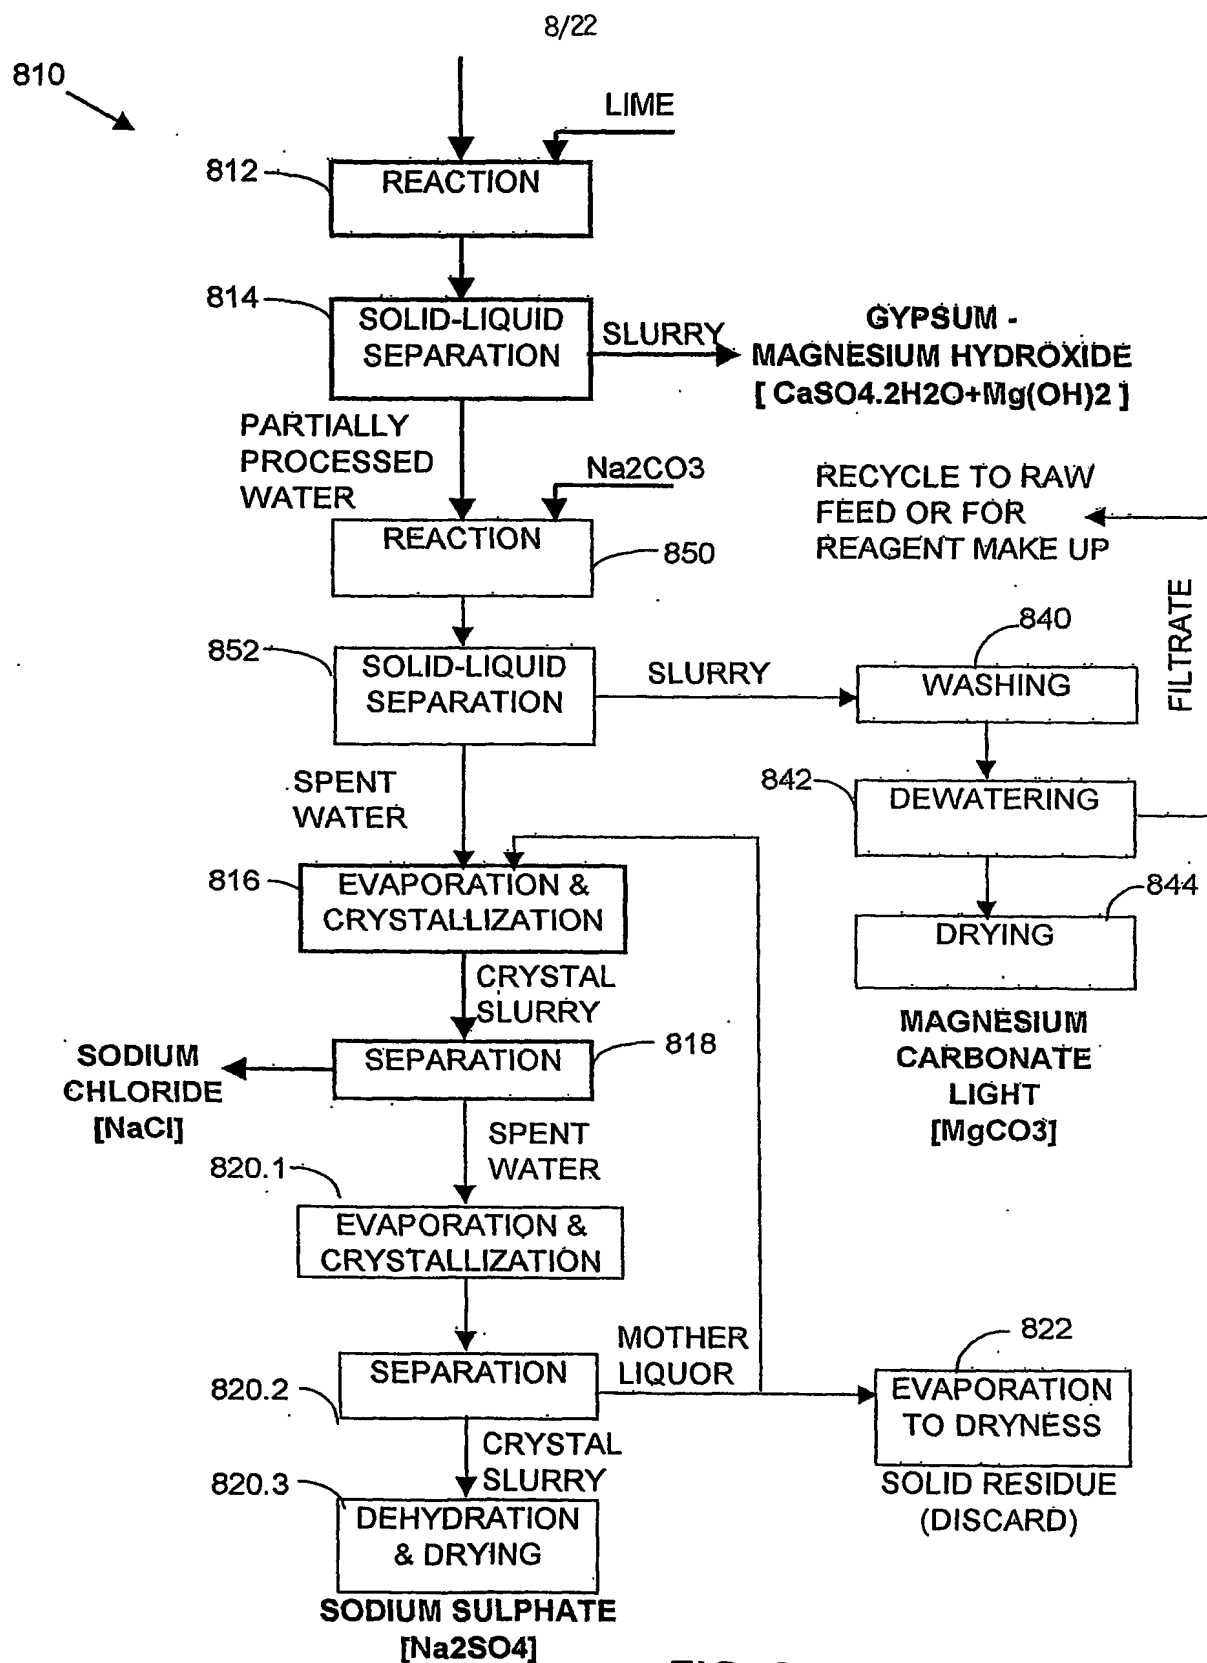 8/22
810
LIME
812
REACTION
814
SOLID-LIQUID
SEPARATION
SLURRY
GYPSUM -
MAGNESIUM HYDROXIDE
[ CaSO4.2H2O+Mg(OH)2 ]
PARTIALLY
PROCESSED
WATER
Na2CO3
RECYCLE TO RAW
FEED OR FOR
REAGENT MAKE UP
REACTION
850
FILTRATE
852
SOLID-LIQUID
SEPARATION
SLURRY
840
WASHING
SPENT
WATER
842
DEWATERING
816
EVAPORATION &
CRYSTALLIZATION
844
DRYING
CRYSTAL
SLURRY
MAGNESIUM
CARBONATE
LIGHT
[MgCO3]
SODIUM
CHLORIDE
[NaCl]
SEPARATION
818
SPENT
WATER
820.1
EVAPORATION &
CRYSTALLIZATION
820.2
SEPARATION
MOTHER
LIQUOR
822
EVAPORATION
TO DRYNESS
SOLID RESIDUE
(DISCARD)
CRYSTAL
SLURRY
820.3
DEHYDRATION
& DRYING
SODIUM SULPHATE
[Na2SO4]